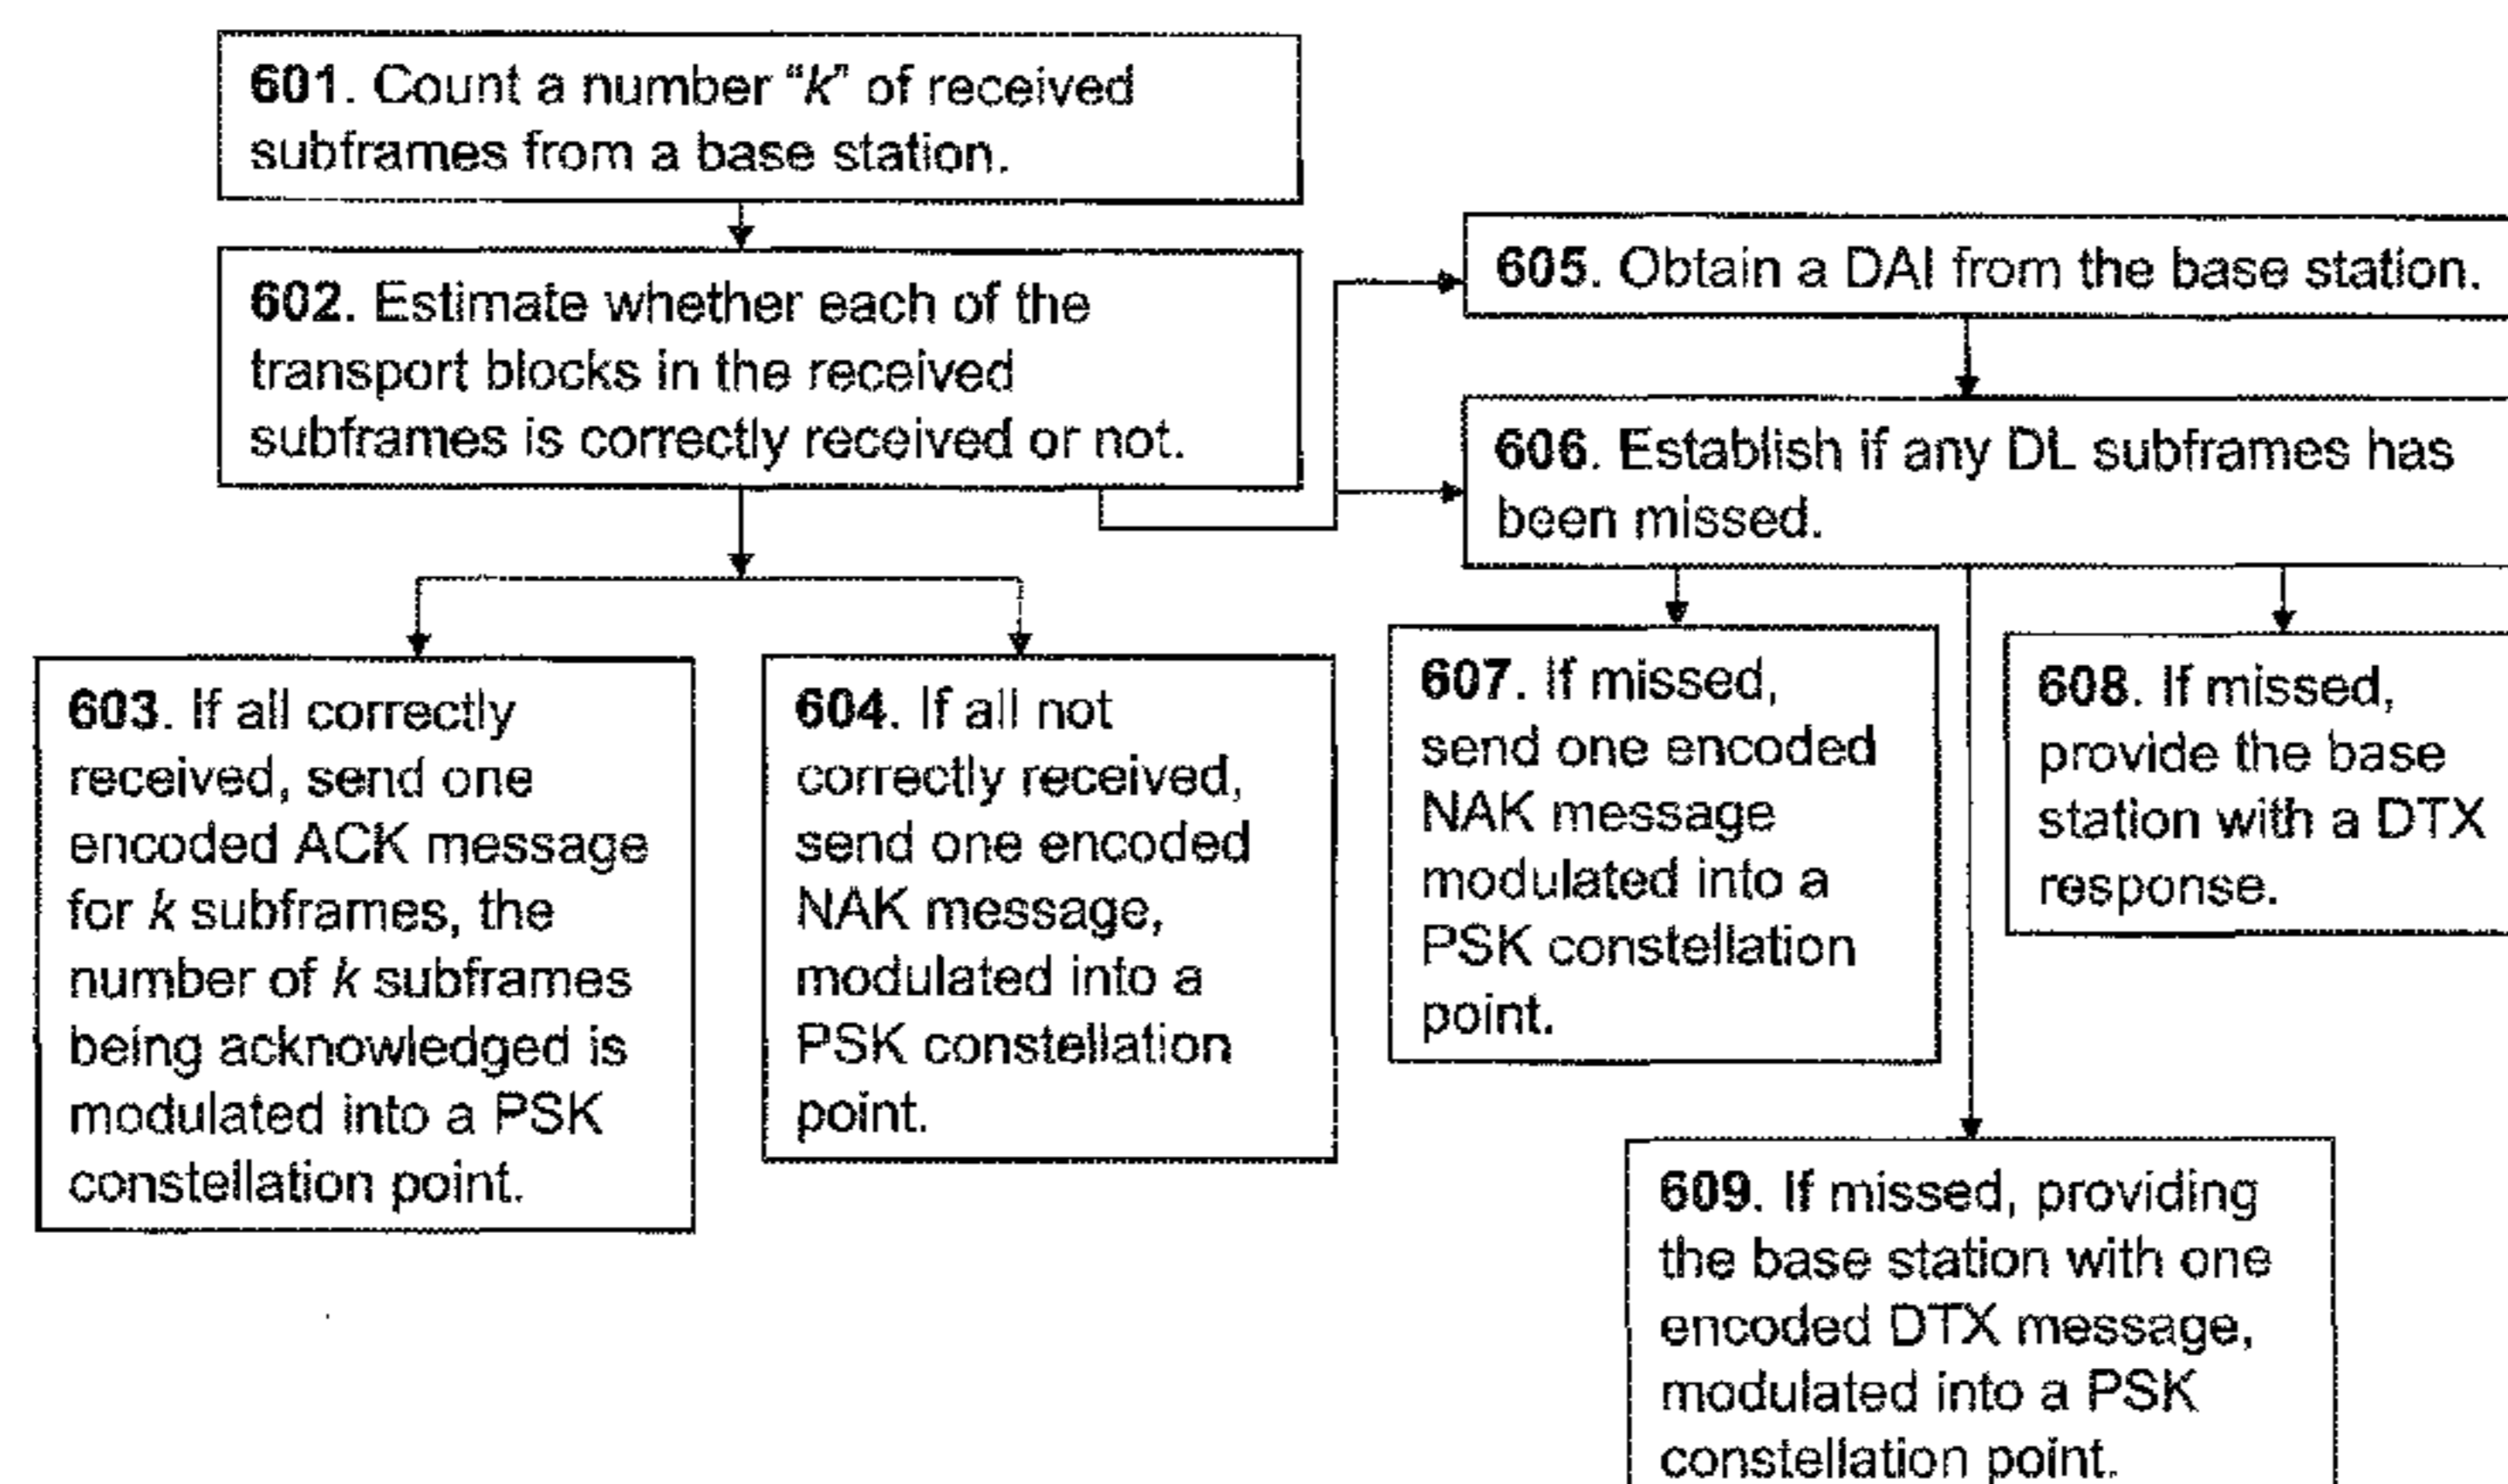 601. Count a number “k” of received
subframes from a base station.
602. Estimate whether each of the
transport blocks in the received
subframes is correctly received or not.
603. If all correctly
received, send one
encoded ACK message
for k subframes, the
number of k subframes
being acknowledged is
modulated into a PSK
constellation point.
604. If all not
correctly received,
send one encoded
NAK message,
modulated into a
PSK constellation
point.
605. Obtain a DAI from the base station.
606. Establish if any DL subframes has
been missed.
607. If missed,
send one encoded
NAK message
modulated into a
PSK constellation
point.
608. If missed,
provide the base
station with a DTX
response.
609. If missed, providing
the base station with one
encoded DTX message,
modulated into a PSK
constellation point.